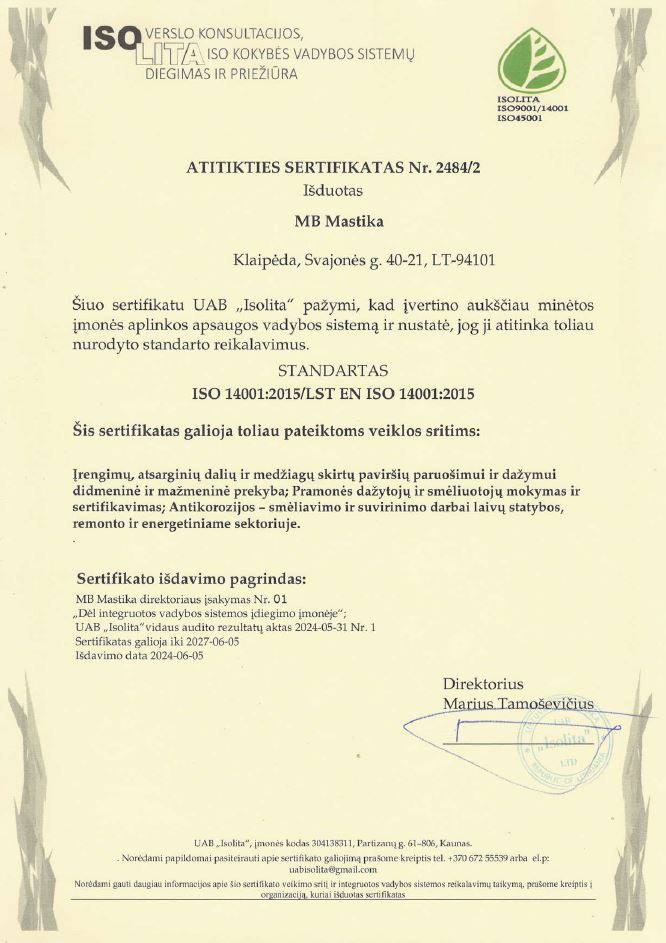 ISO LITA VERSLO KONSULTACIJOS,
ISO KOKYBĖS VADYBOS SISTEMŲ
DIEGIMAS IR PRIEŽIŪRA
ISOLITA
ISO9001/14001
ISO45001
ATITIKTIES SERTIFIKATAS Nr. 2484/2
Išduotas
MB Mastika
Klaipėda, Svajonės g. 40-21, LT-94101
Šiuo sertifikatu UAB „Isolita" pažymi, kad įvertino aukščiau minėtos
įmonės aplinkos apsaugos vadybos sistemą ir nustatė, jog ji atitinka toliau
nurodyto standarto reikalavimus.
STANDARTAS
ISO 14001:2015/LST EN ISO 14001:2015
Šis sertifikatas galioja toliau pateiktoms veiklos sritims:
Įrengimų, atsarginių dalių ir medžiagų skirtų paviršių paruošimui ir dažymui
didmeninė ir mažmeninė prekyba; Pramonės dažytojų ir smėliuotojų mokymas ir
sertifikavimas; Antikorozijos – smėliavimo ir suvirinimo darbai laivų statybos,
remonto ir energetiniame sektoriuje.
Sertifikato išdavimo pagrindas:
MB Mastika direktoriaus įsakymas Nr. 01
„Dėl integruotos vadybos sistemos įdiegimo įmonėje";
UAB „Isolita"vidaus audito rezultatų aktas 2024-05-31 Nr. 1
Sertifikatas galioja iki 2027-06-05
Išdavimo data 2024-06-05
Direktorius
Marius Tamoševičius
UAB
„Isolita"
LTD
REPUBLIC OF LITHUANIA
UAB „Isolita", įmonės kodas 304138311, Partizanų g. 61–806, Kaunas.
. Norėdami papildomai pasiteirauti apie sertifikato galiojimą prašome kreiptis tel. +370 672 55539 arba el.p:
uabisolita@gmail.com
Norėdami gauti daugiau informacijos apie šio sertifikato veikimo sritį ir integruotos vadybos sistemos reikalavimų taikymą, prašome kreiptis į
organizaciją, kuriai išduotas sertifikatas